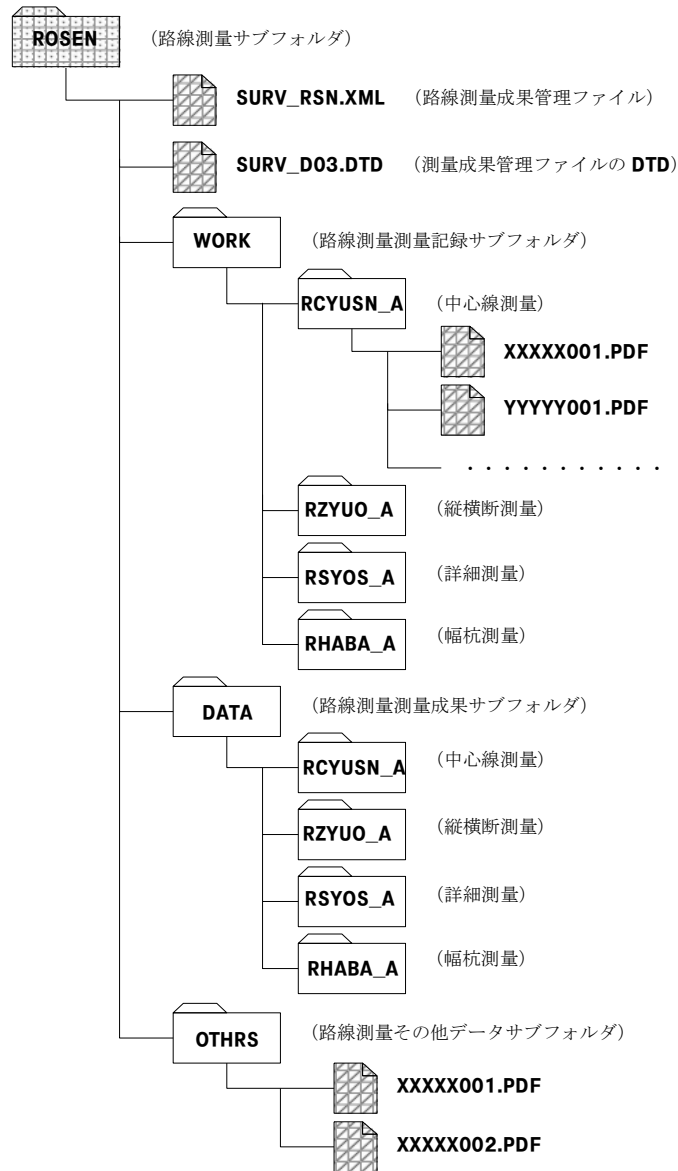 ROSEN (路線測量サブフォルダ)
SURV_RSN.XML (路線測量成果管理ファイル)
SURV_D03.DTD (測量成果管理ファイルの DTD)
WORK (路線測量測量記録サブフォルダ)
RCYUSN_A (中心線測量)
XXXXX001.PDF
YYYYY001.PDF
・・・・・・・・・・・
RZYUO_A (縦横断測量)
RSYOS_A (詳細測量)
RHABA_A (幅杭測量)
DATA (路線測量測量成果サブフォルダ)
RCYUSN_A (中心線測量)
RZYUO_A (縦横断測量)
RSYOS_A (詳細測量)
RHABA_A (幅杭測量)
OTHRS (路線測量その他データサブフォルダ)
XXXXX001.PDF
XXXXX002.PDF